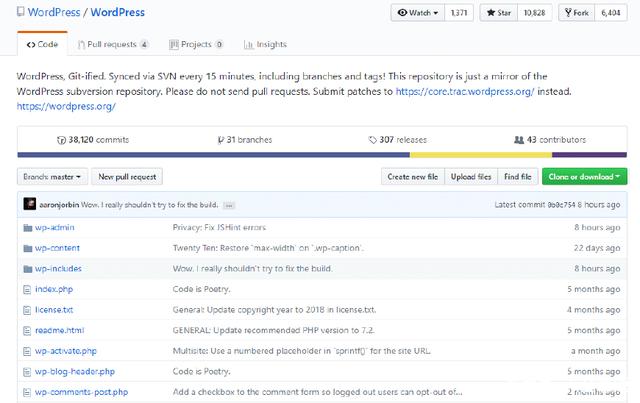 WordPress / WordPress Watch 1,371 Star 10,828 Fork 6,404
Code Pull requests 4 Projects 0 Insights
WordPress, Git-ified. Synced via SVN every 15 minutes, including branches and tags! This repository is just a mirror of the
WordPress subversion repository. Please do not send pull requests. Submit patches to https://core.trac.wordpress.org/ instead.
https://wordpress.org/
38,120 commits 31 branches 307 releases 43 contributors
Branch: master New pull request Create new file Upload files Find file Clone or download
aaronjorbin Wow. I really shouldn't try to fix the build. ... Latest commit 8 hours ago
wp-admin Privacy: Fix JSHint errors 8 hours ago
wp-content Twenty Ten: Restore `max-width` on `.wp-caption`. 22 days ago
wp-includes Wow. I really shouldn't try to fix the build. 8 hours ago
index.php Code is Poetry. 5 months ago
license.txt General: Update copyright year to 2018 in license.txt. 4 months ago
readme.html GENERAL: Update recommended PHP version to 7.2. 5 months ago
wp-activate.php Multisite: Use a numbered placeholder in `sprintf()` for the site URL. a month ago
wp-blog-header.php Code is Poetry. 5 months ago
wp-comments-post.php Add a checkbox to the comment form so logged out users can opt-out of... 2 months ago